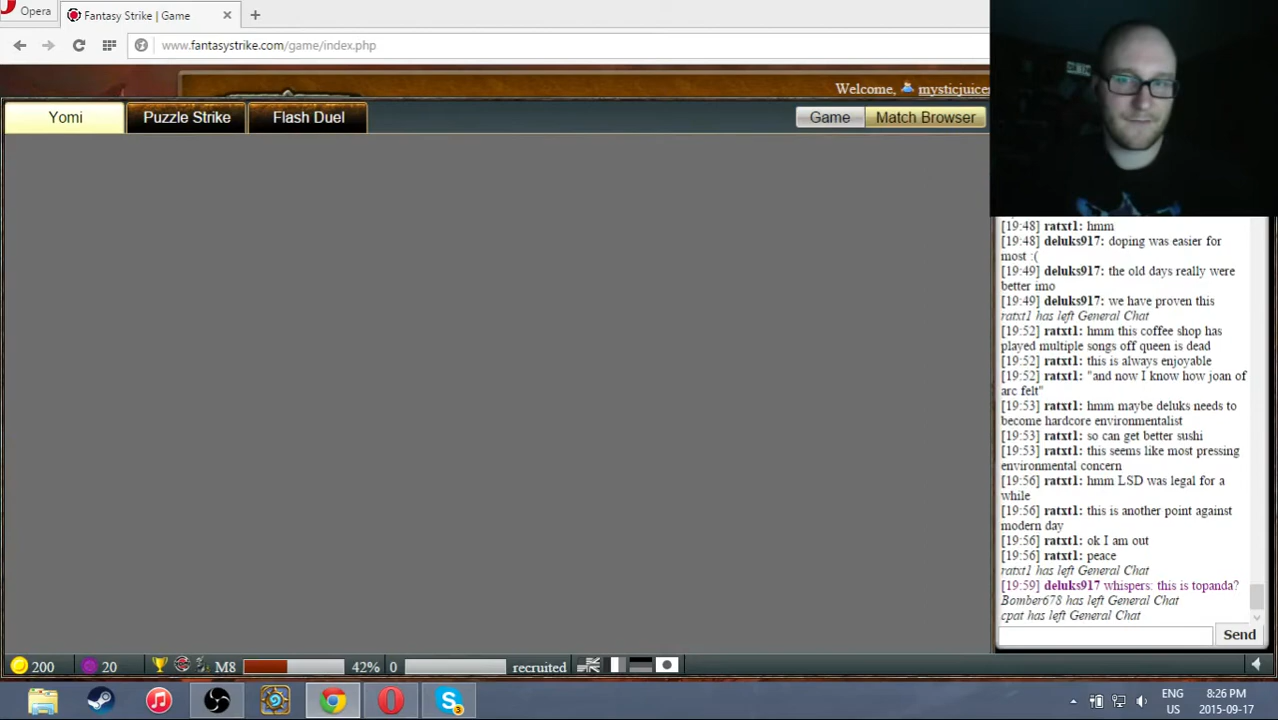 Opera
Fantasy Strike | Game
www.fantasystrike.com/game/index.php
Welcome, mysticjuices
Yomi
Puzzle Strike
Flash Duel
Game
Match Browser
[19:48] ratxt1: hmm
[19:48] deluks917: doping was easier for
most :(
[19:49] deluks917: the old days really were
better imo
[19:49] deluks917: we have proven this
ratxt1 has left General Chat
[19:52] ratxt1: hmm this coffee shop has
played multiple songs off queen is dead
[19:52] ratxt1: this is always enjoyable
[19:52] ratxt1: "and now I know how joan of
arc felt"
[19:53] ratxt1: hmm maybe deluks needs to
become hardcore environmentalist
[19:53] ratxt1: so can get better sushi
[19:53] ratxt1: this seems like most pressing
environmental concern
[19:56] ratxt1: hmm LSD was legal for a
while
[19:56] ratxt1: this is another point against
modern day
[19:56] ratxt1: ok I am out
[19:56] ratxt1: peace
ratxt1 has left General Chat
[19:59] deluks917 whispers: this is topanda?
Bomber678 has left General Chat
cpat has left General Chat
Send
200
20
M8
42%
0
recruited
3
ENG
US
8:26 PM
2015-09-17